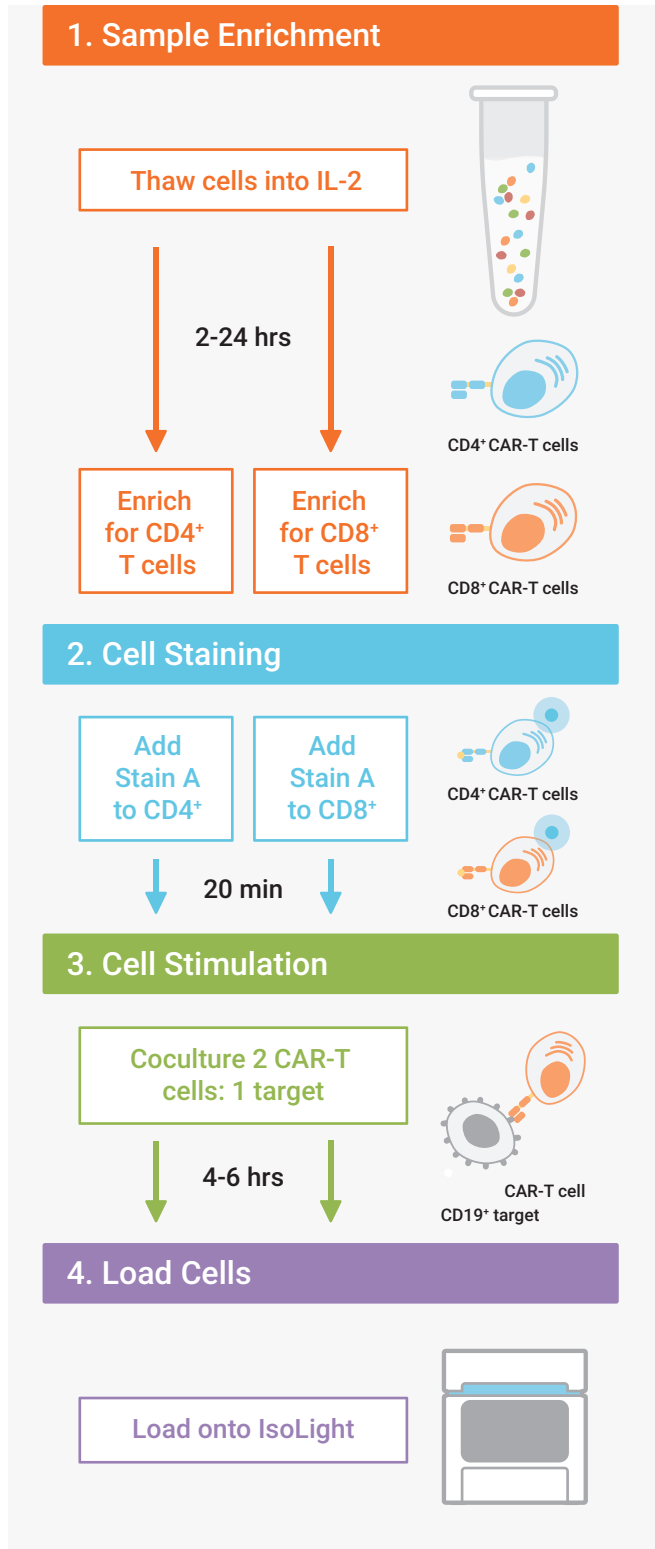 1. Sample Enrichment
Thaw cells into IL-2
2-24 hrs
CD4⁺ CAR-T cells
Enrich
for CD4⁺
T cells
Enrich
for CD8⁺
T cells
CD8⁺ CAR-T cells
2. Cell Staining
Add
Stain A
to CD4⁺
Add
Stain A
to CD8⁺
CD4⁺ CAR-T cells
20 min
CD8⁺ CAR-T cells
3. Cell Stimulation
Coculture 2 CAR-T
cells: 1 target
4-6 hrs
CAR-T cell
CD19⁺ target
4. Load Cells
Load onto IsoLight